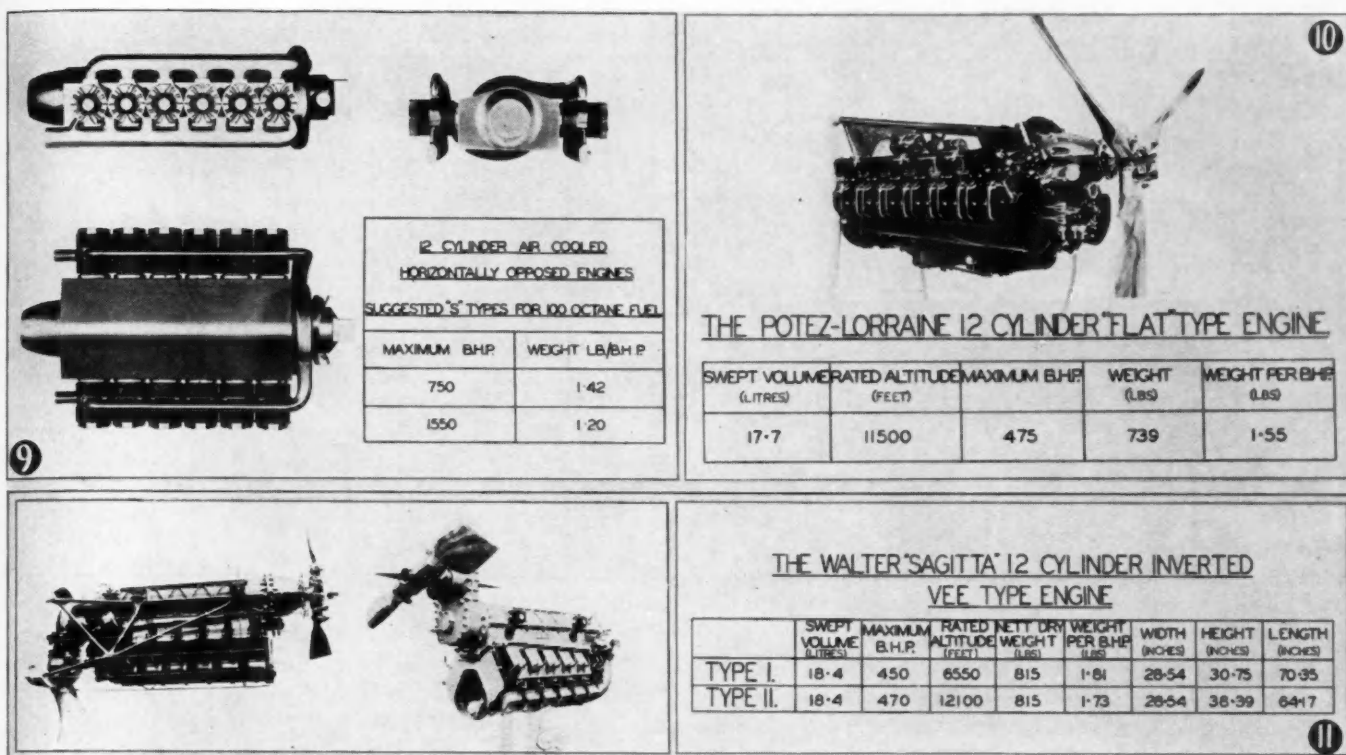 12 CYLINDER AIR COOLED
HORIZONTALLY OPPOSED ENGINES
SUGGESTED "S" TYPES FOR 100 OCTANE FUEL
MAXIMUM B.H.P. WEIGHT LB/B.H.P
750 1·42
1550 1·20
9
10
THE POTEZ-LORRAINE 12 CYLINDER "FLAT" TYPE ENGINE
SWEPT VOLUME RATED ALTITUDE MAXIMUM B.H.P. WEIGHT WEIGHT PER B.H.P.
(LITRES) (FEET) (LBS) (LBS)
17·7 11500 475 739 1·55
THE WALTER "SAGITTA" 12 CYLINDER INVERTED
VEE TYPE ENGINE
SWEPT MAXIMUM RATED NETT DRY WEIGHT WIDTH HEIGHT LENGTH
VOLUME B.H.P. ALTITUDE WEIGHT PER B.H.P.
(LITRES) (FEET) (LBS) (LBS) (INCHES) (INCHES) (INCHES)
TYPE I. 18·4 450 6550 815 1·81 28·54 30·75 70·35
TYPE II. 18·4 470 12100 815 1·73 28·54 38·39 64·17
11